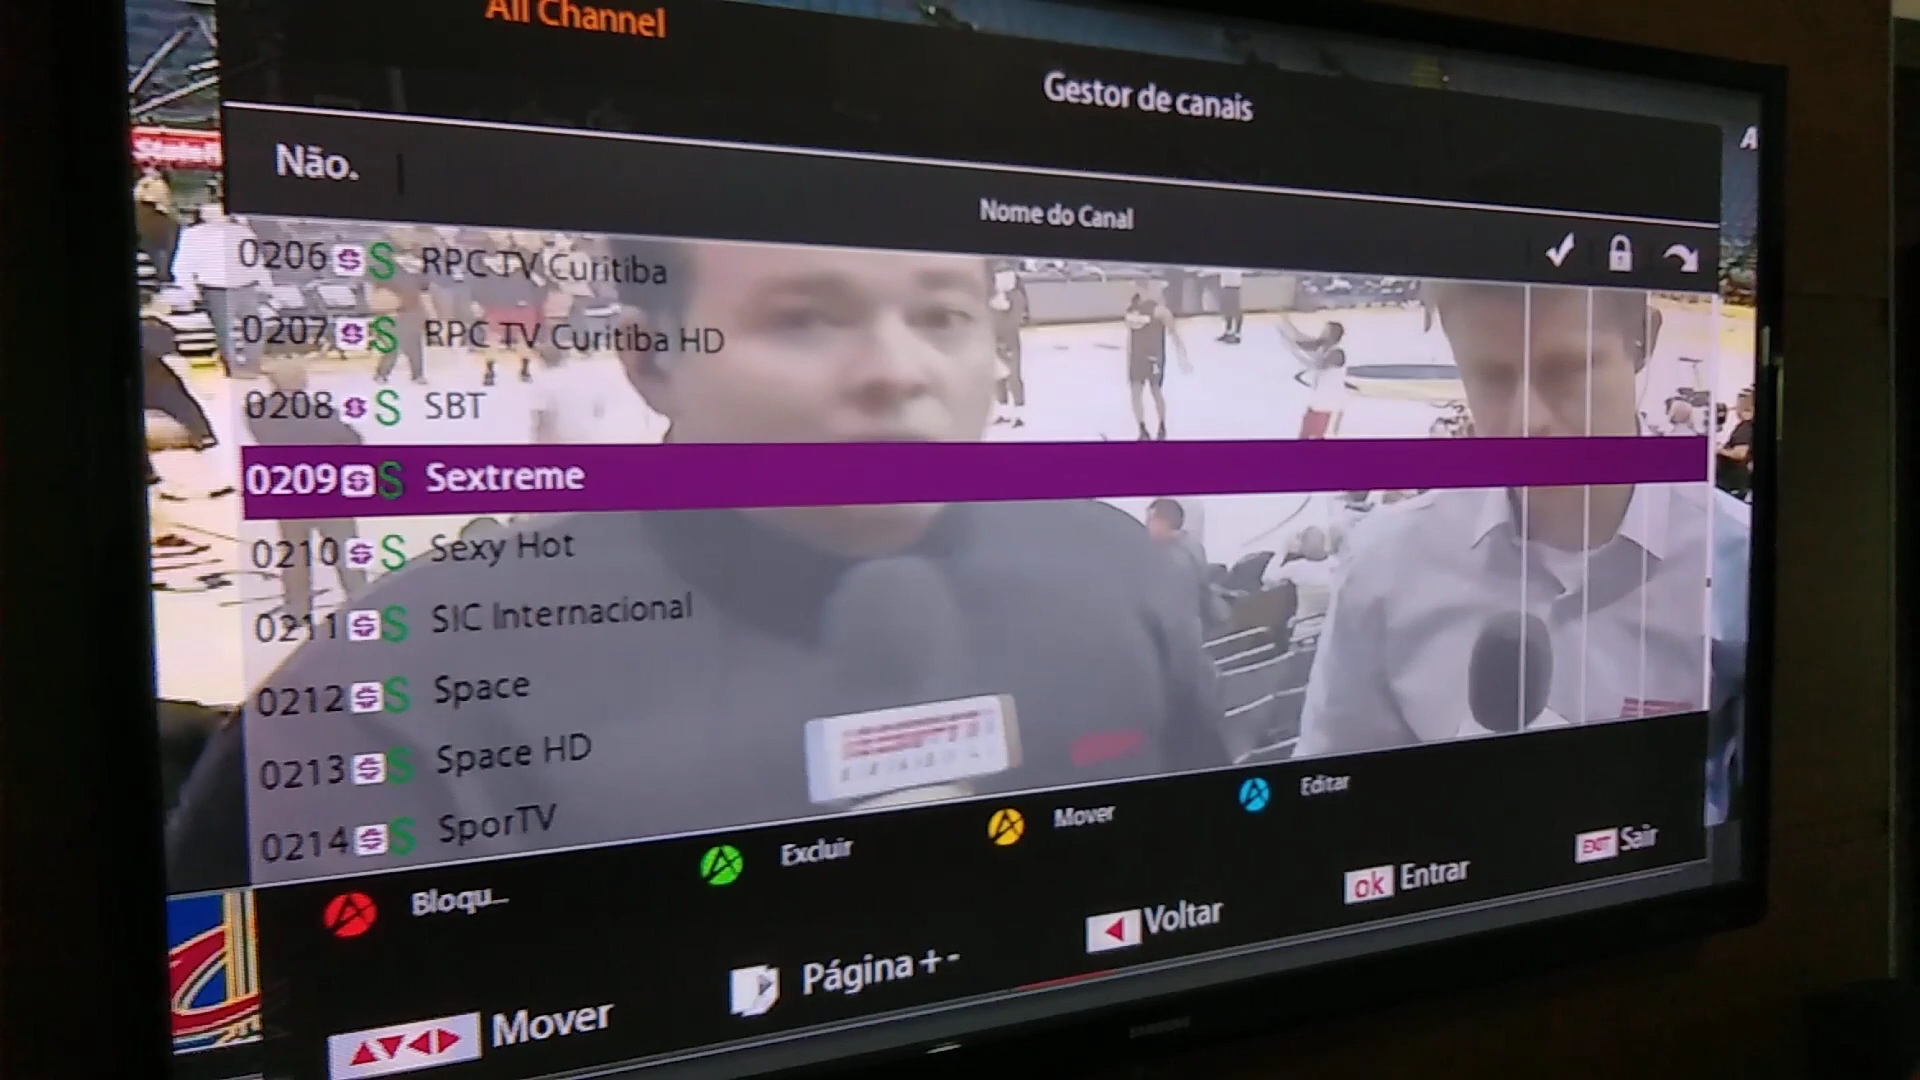 All Channel
Gestor de canais
Não.
Nome do Canal
0206 S RPC TV Curitiba
0207 S RPC TV Curitiba HD
0208 S SBT
0209 S Sextreme
0210 S Sexy Hot
0211 S SIC Internacional
0212 S Space
0213 S Space HD
0214 S SporTV
Bloqu...
Excluir
Mover
Editar
Mover
Página + -
Voltar
ok Entrar
EXIT Sair
SAMSUNG